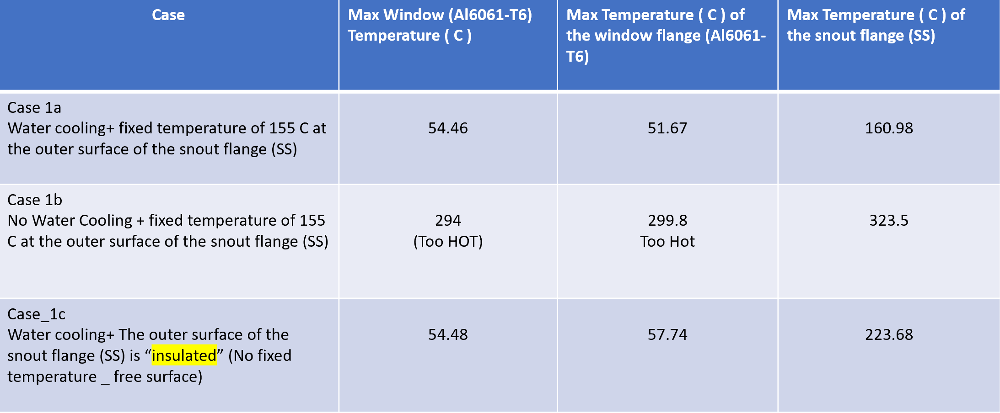 Case
Max Window (Al6061-T6)
Temperature ( C )
Max Temperature ( C ) of
the window flange (Al6061-
T6)
Max Temperature ( C ) of
the snout flange (SS)
Case 1a
Water cooling+ fixed temperature of 155 C at
the outer surface of the snout flange (SS)
54.46
51.67
160.98
Case 1b
No Water Cooling + fixed temperature of 155
C at the outer surface of the snout flange (SS)
294
(Too HOT)
299.8
Too Hot
323.5
Case_1c
Water cooling+ The outer surface of the
snout flange (SS) is “insulated” (No fixed
temperature _ free surface)
54.48
57.74
223.68